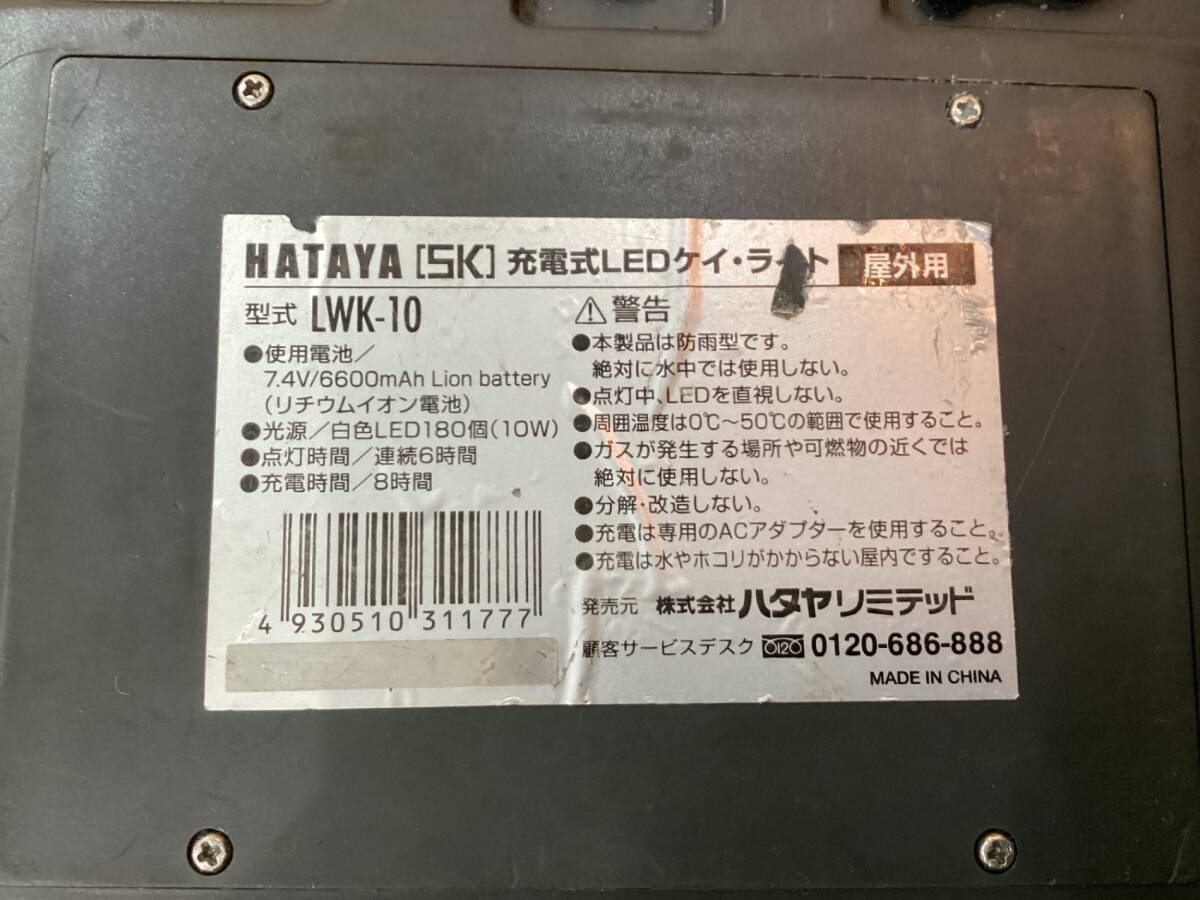 HATAYA [SK] 充電式LEDケイ・ラ ト 屋外用
型式 LWK-10
●使用電池／
7.4V/6600mAh Lion battery
（リチウムイオン電池）
●光源／白色LED180個（10W）
●点灯時間／連続6時間
●充電時間／8時間
4 930510 311777
⚠警告
●本製品は防雨型です。
絶対に水中では使用しない。
●点灯中、LEDを直視しない。
●周囲温度は0℃～50℃の範囲で使用すること。
●ガスが発生する場所や可燃物の近くでは
絶対に使用しない。
●分解・改造しない。
●充電は専用のACアダプターを使用すること。
●充電は水やホコリがかからない屋内ですること。
発売元 株式会社ハタヤリミテッド
顧客サービスデスク 0120 0120-686-888
MADE IN CHINA